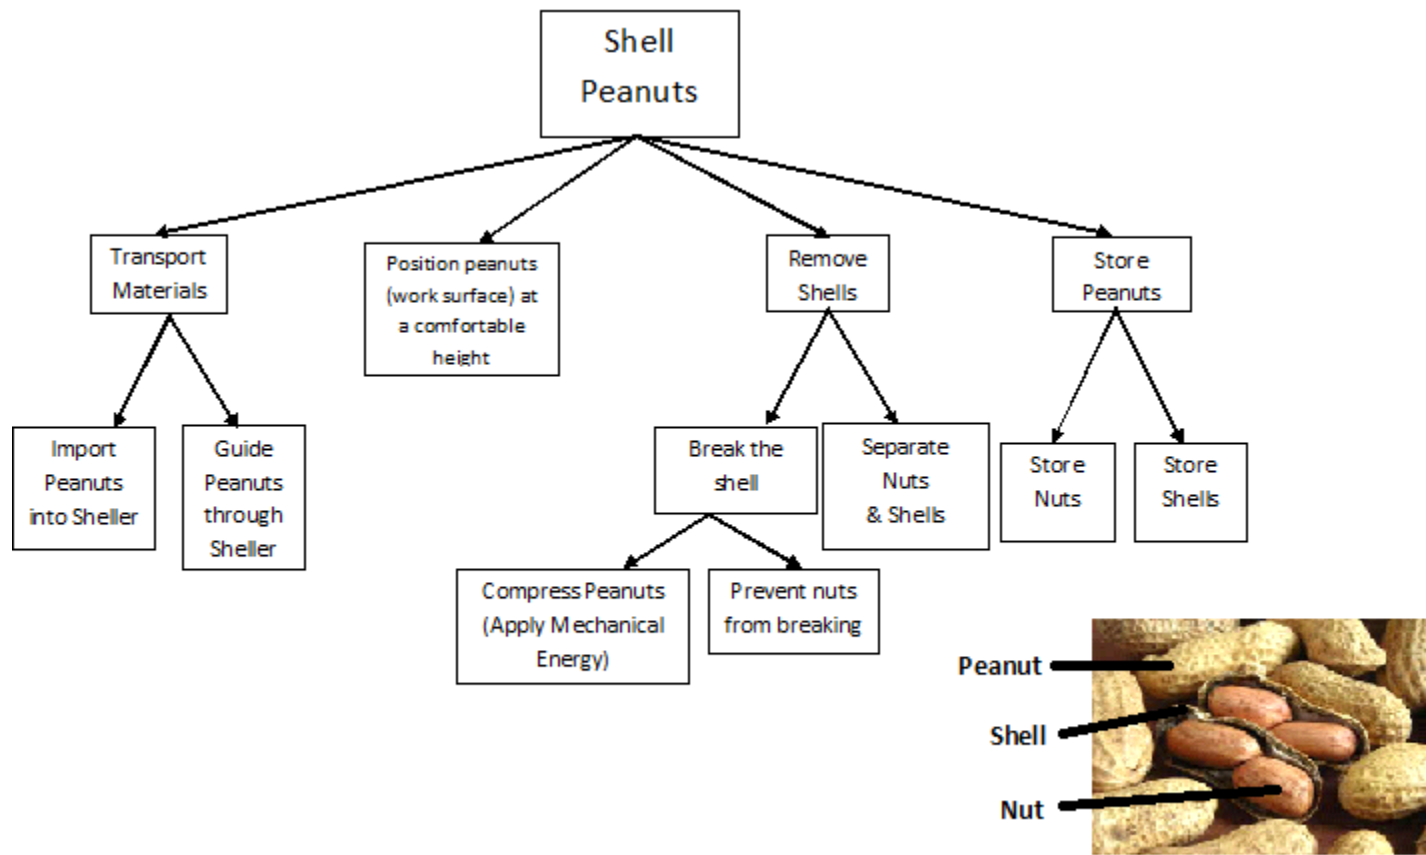 Shell
Peanuts
Transport
Materials
Position peanuts
(work surface) at
a comfortable
height
Remove
Shells
Store
Peanuts
Import
Peanuts
into Sheller
Guide
Peanuts
through
Sheller
Break the
shell
Separate
Nuts
& Shells
Store
Nuts
Store
Shells
Compress Peanuts
(Apply Mechanical
Energy)
Prevent nuts
from breaking
Peanut
Shell
Nut